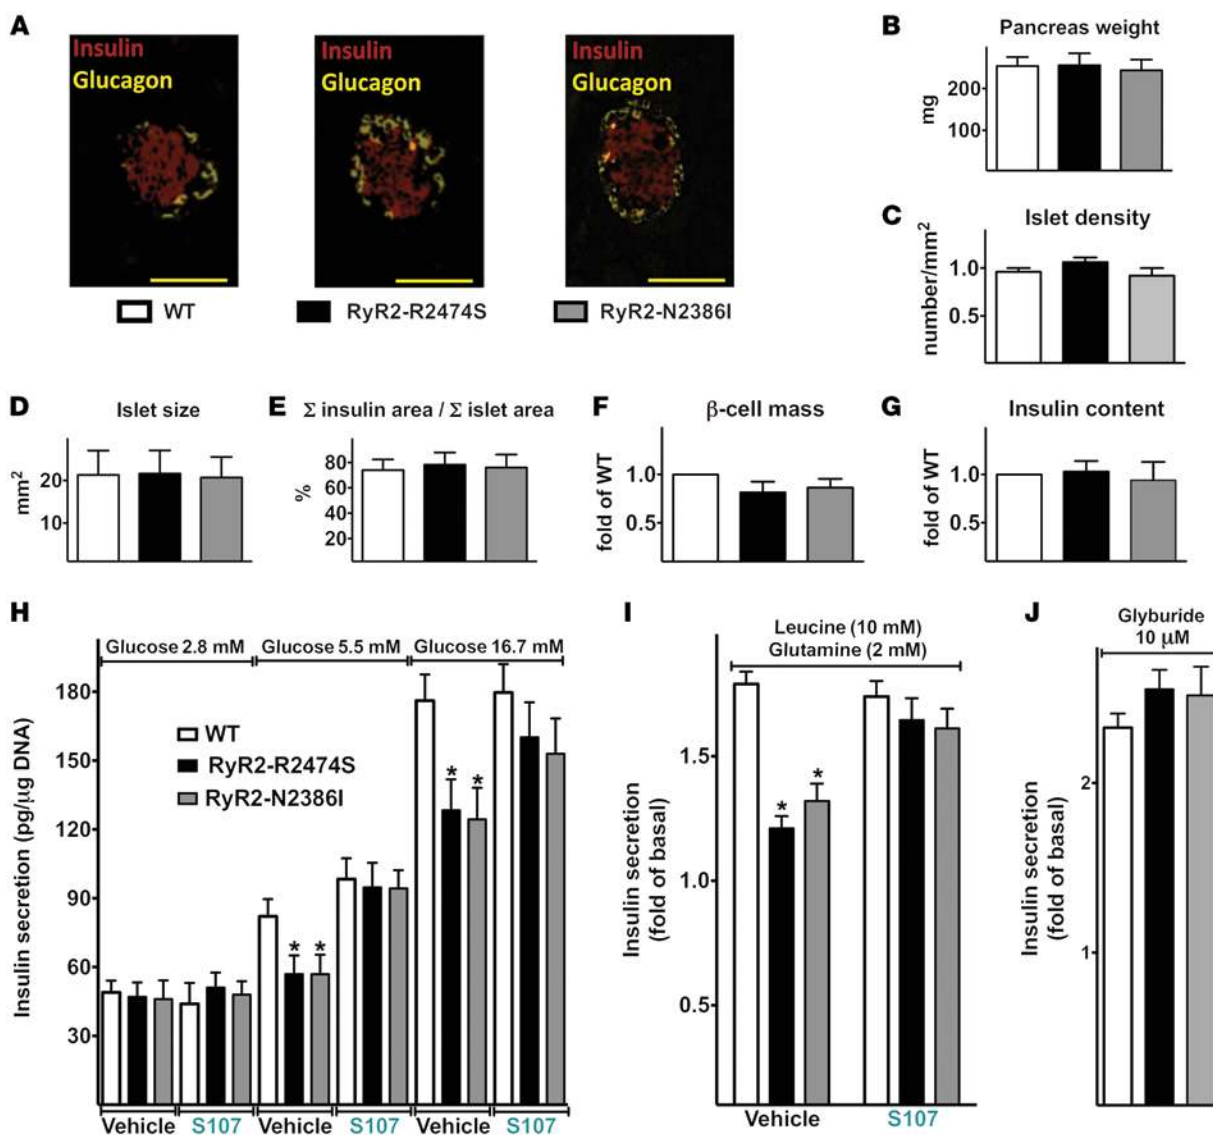 A
Insulin
Glucagon
Insulin
Glucagon
Insulin
Glucagon
WT
RyR2-R2474S
RyR2-N2386I
B
Pancreas weight
mg
200
100
C
Islet density
number/mm²
1.0
0.5
D
Islet size
mm²
20
10
E
Σ insulin area / Σ islet area
%
80
60
40
20
F
β-cell mass
fold of WT
1.0
0.5
G
Insulin content
fold of WT
1.0
0.5
H
Glucose 2.8 mM
Glucose 5.5 mM
Glucose 16.7 mM
Insulin secretion (pg/μg DNA)
180
150
120
90
60
30
WT
RyR2-R2474S
RyR2-N2386I
* *
* *
Vehicle
S107
Vehicle
S107
Vehicle
S107
I
Leucine (10 mM)
Glutamine (2 mM)
Insulin secretion
(fold of basal)
1.5
1.0
0.5
*
*
Vehicle
S107
J
Glyburide
10 μM
Insulin secretion
(fold of basal)
2
1